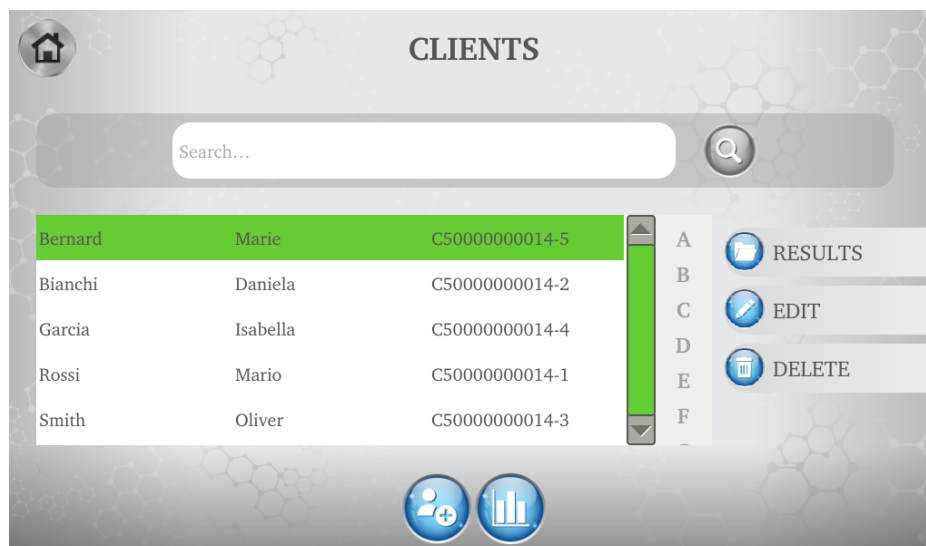 CLIENTS
Search...
Bernard Marie C50000000014-5
Bianchi Daniela C50000000014-2
Garcia Isabella C50000000014-4
Rossi Mario C50000000014-1
Smith Oliver C50000000014-3
A
B
C
D
E
F
RESULTS
EDIT
DELETE